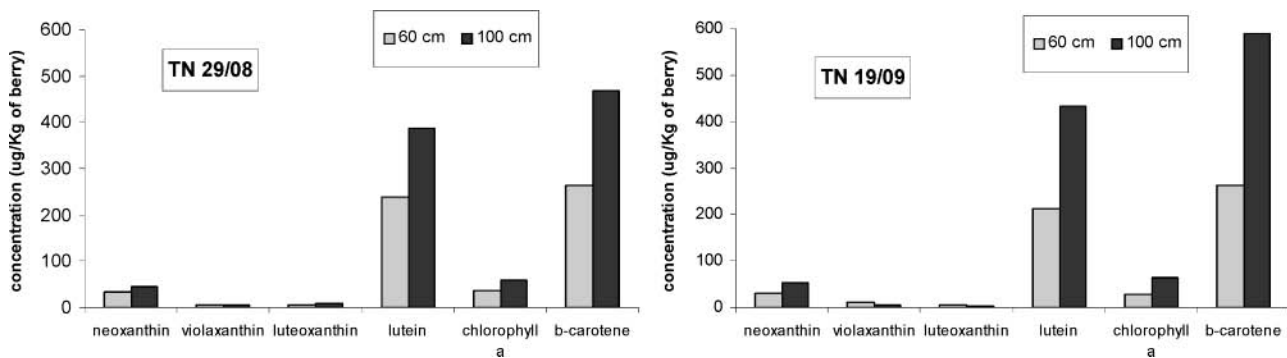 concentration (ug/Kg of berry)
600
500
400
300
200
100
0
TN 29/08
60 cm 100 cm
neoxanthin violaxanthin luteoxanthin lutein chlorophyll b-carotene
a
concentration (ug/Kg of berry)
600
500
400
300
200
100
0
TN 19/09
60 cm 100 cm
neoxanthin violaxanthin luteoxanthin lutein chlorophyll b-carotene
a